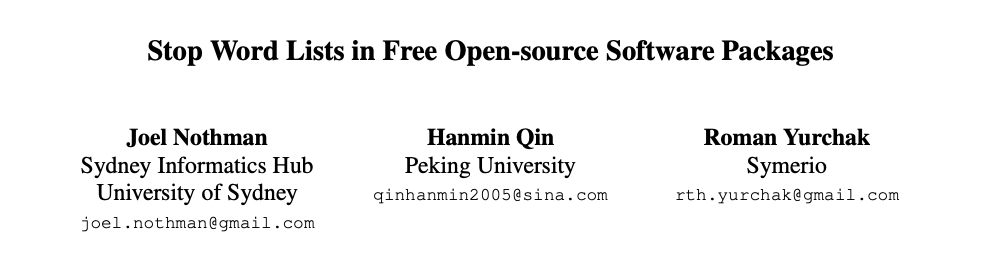 Stop Word Lists in Free Open-source Software Packages
Joel Nothman
Sydney Informatics Hub
University of Sydney
joel.nothman@gmail.com
Hanmin Qin
Peking University
qinhanmin2005@sina.com
Roman Yurchak
Symerio
rth.yurchak@gmail.com